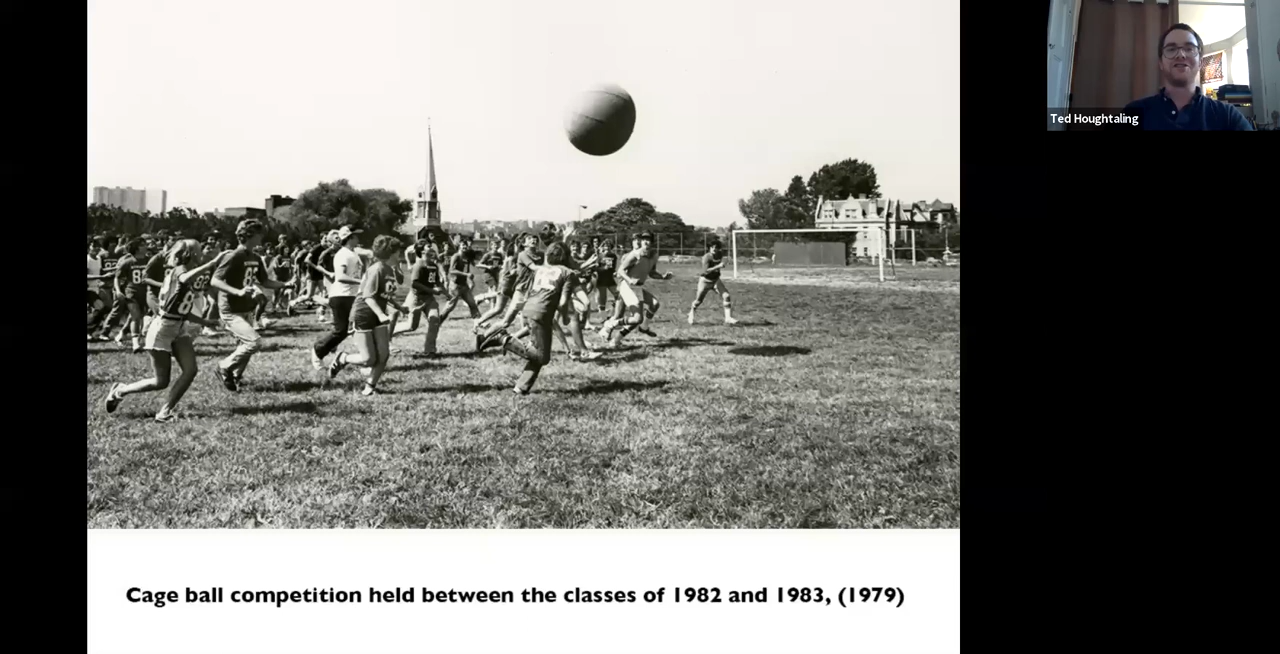 Ted Houghtaling
Cage ball competition held between the classes of 1982 and 1983, (1979)